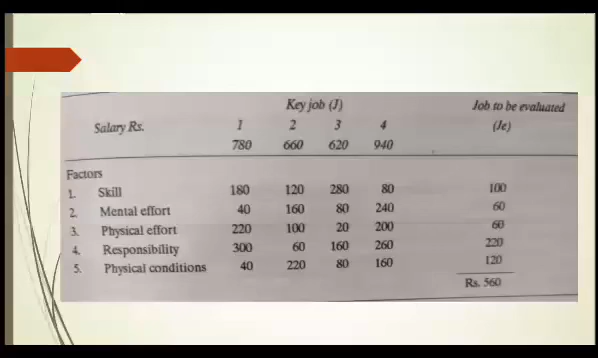 Key job (J) Job to be evaluated
Salary Rs. 1 2 3 4 (Je)
780 660 620 940
Factors
1. Skill 180 120 280 80 100
2. Mental effort 40 160 80 240 60
3. Physical effort 220 100 20 200 60
4. Responsibility 300 60 160 260 220
5. Physical conditions 40 220 80 160 120
Rs. 560